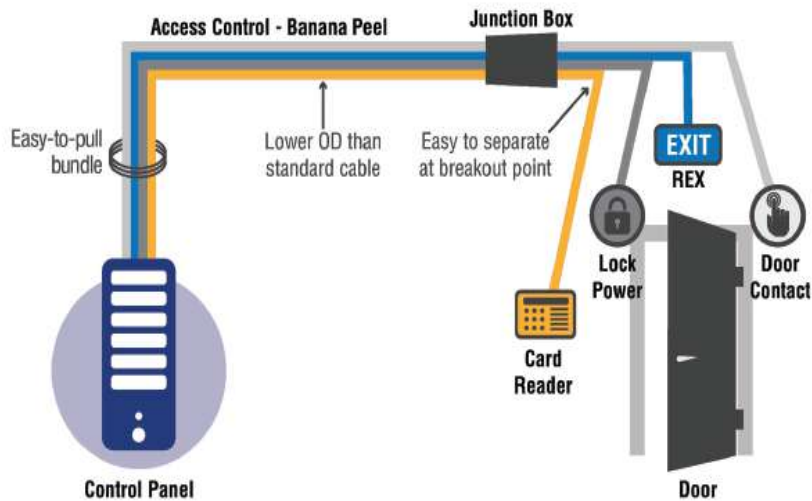 Access Control - Banana Peel
Junction Box
Easy-to-pull
bundle
Lower OD than
standard cable
Easy to separate
at breakout point
EXIT
REX
Lock
Power
Door
Contact
Card
Reader
Control Panel
Door